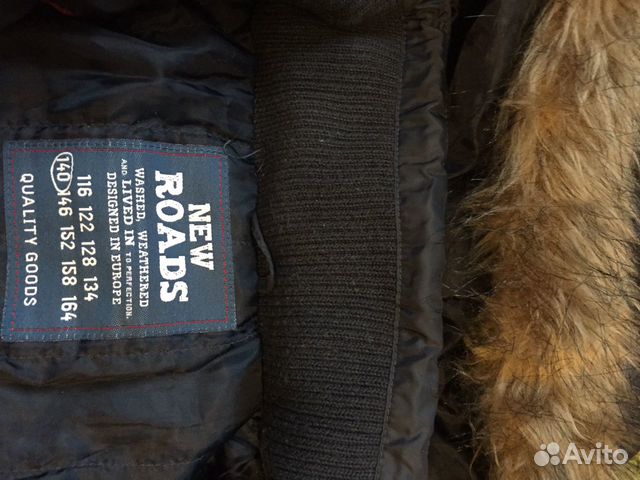 NEW
ROADS
WASHED, WEATHERED
AND LIVED IN TO PERFECTION.
DESIGNED IN EUROPE
116 122 128 134
140 146 152 158 164
QUALITY GOODS
Avito